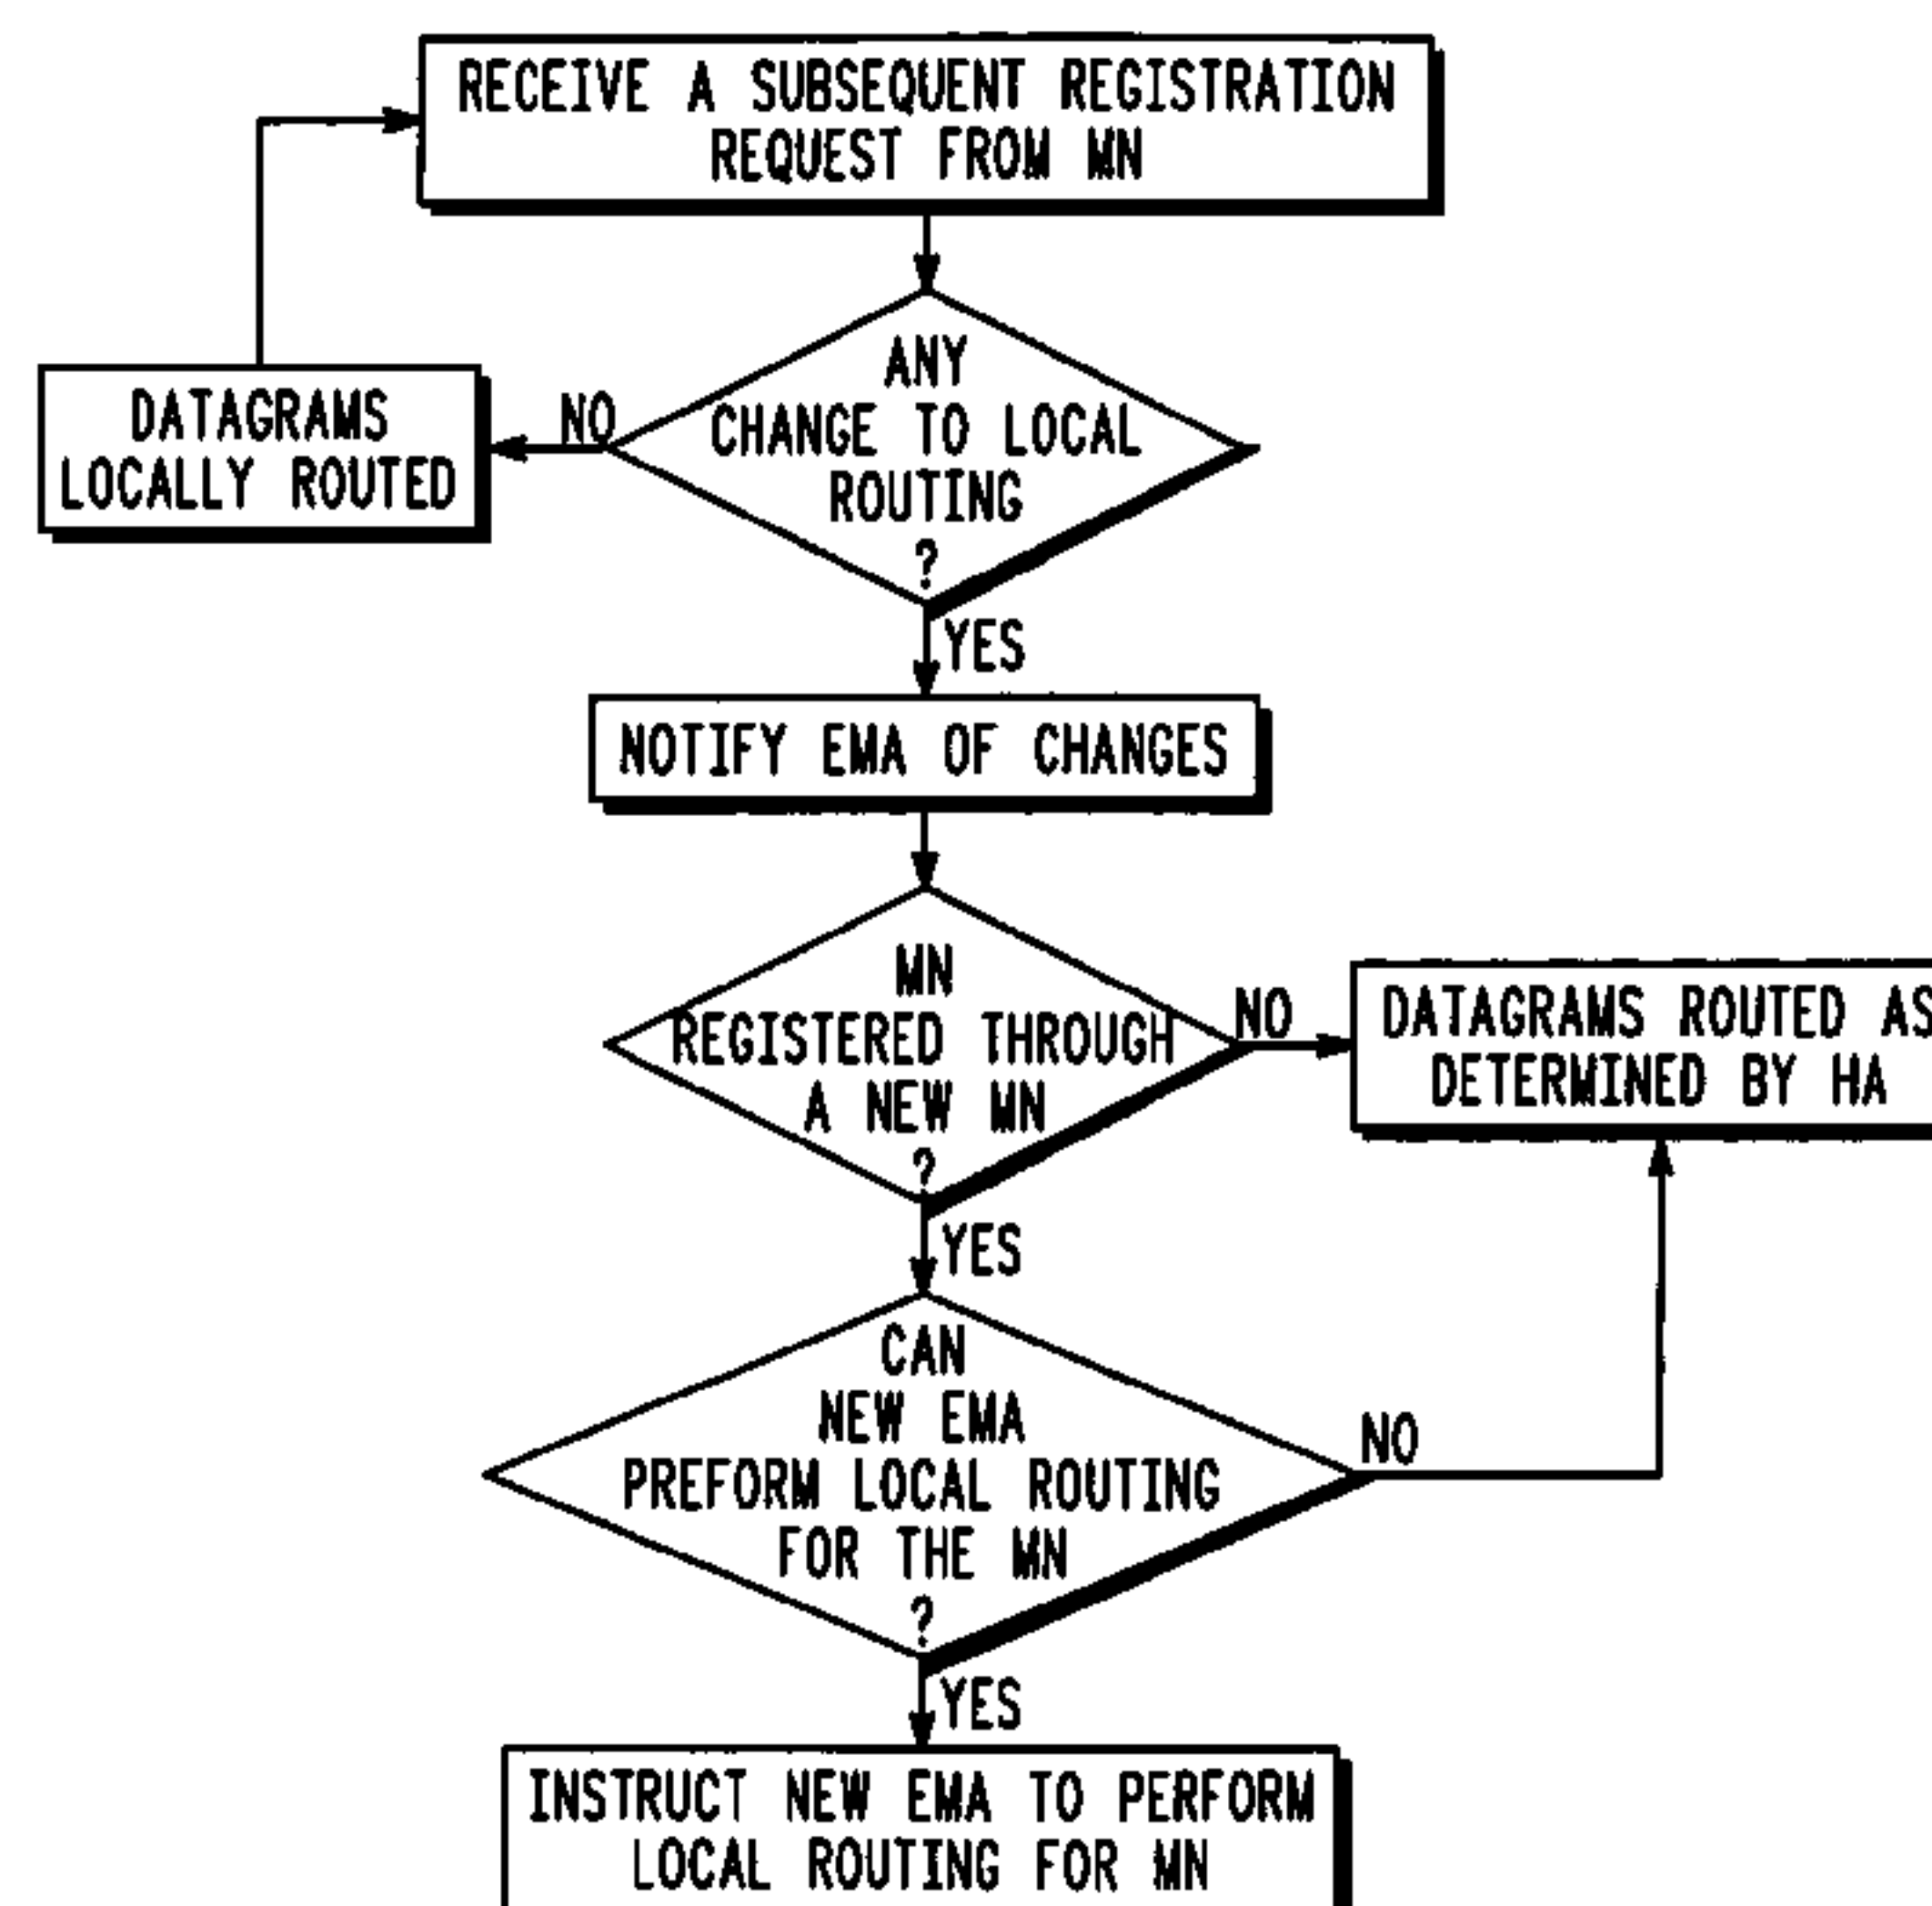 RECEIVE A SUBSEQUENT REGISTRATION
REQUEST FROM MN
ANY
CHANGE TO LOCAL
ROUTING
?
NO
DATAGRAMS
LOCALLY ROUTED
YES
NOTIFY EMA OF CHANGES
MN
REGISTERED THROUGH
A NEW MN
?
NO
DATAGRAMS ROUTED AS
DETERMINED BY HA
YES
CAN
NEW EMA
PREFORM LOCAL ROUTING
FOR THE MN
?
NO
YES
INSTRUCT NEW EMA TO PERFORM
LOCAL ROUTING FOR MN